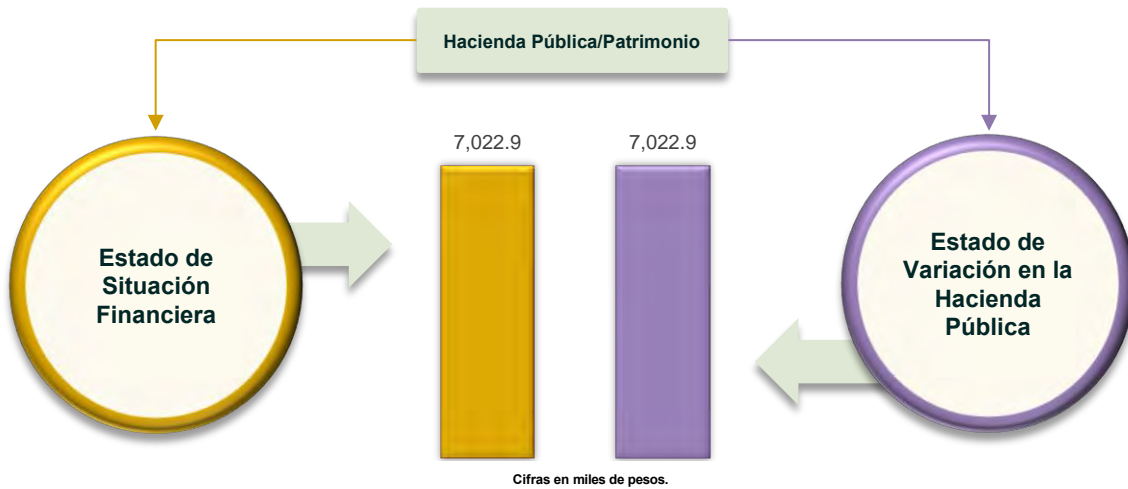 Hacienda Pública/Patrimonio
7,022.9
7,022.9
Estado de
Situación
Financiera
Estado de
Variación en la
Hacienda
Pública
Cifras en miles de pesos.